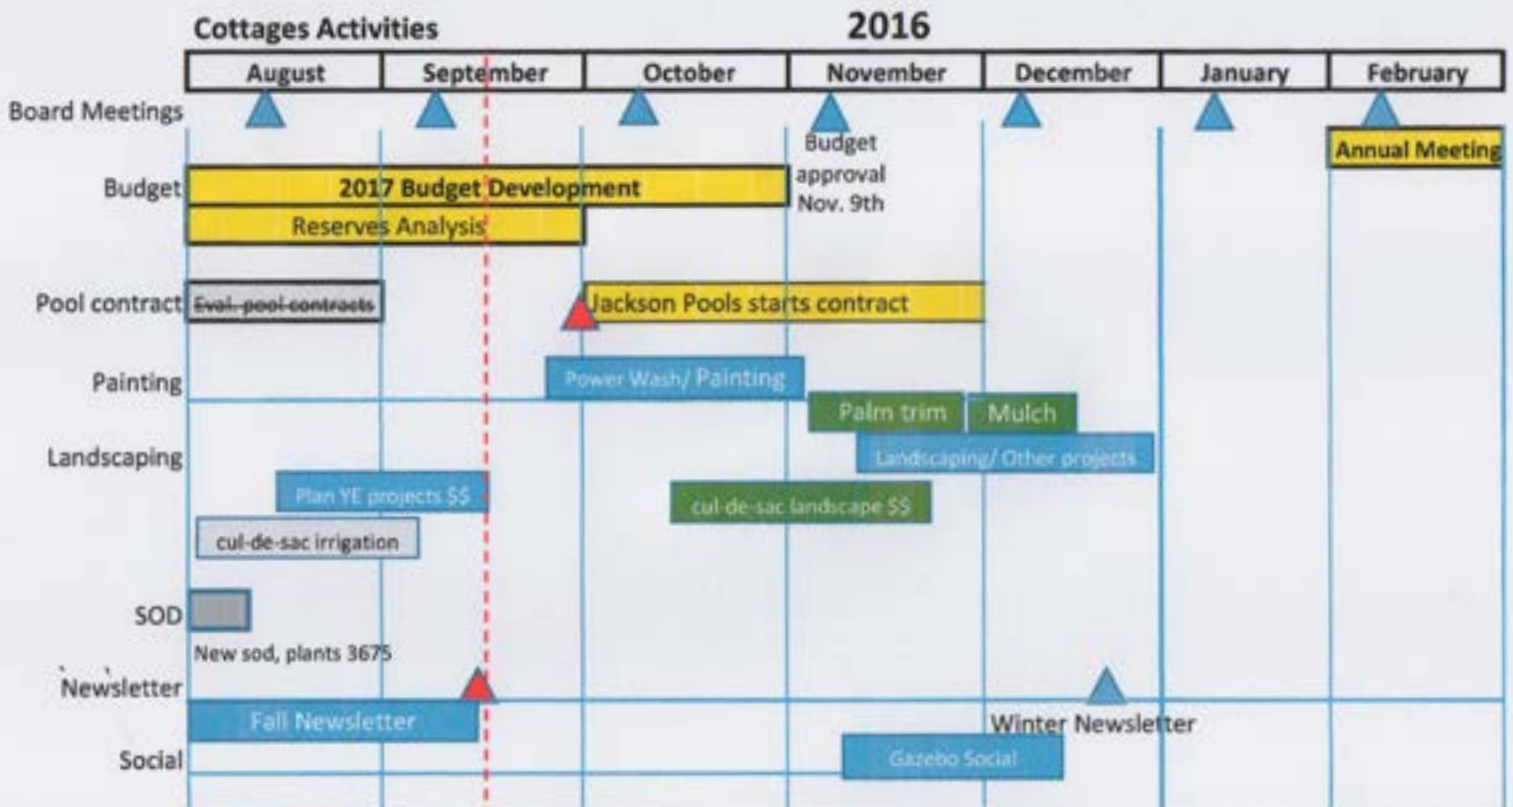 Cottages Activities 2016
August September October November December January February
Board Meetings
Budget
approval
Nov. 9th
Annual Meeting
Budget
2017 Budget Development
Reserves Analysis
Pool contract
Eval. pool contracts
Jackson Pools starts contract
Painting
Power Wash/ Painting
Palm trim
Mulch
Landscaping
Landscaping/ Other projects
Plan YE projects $$
cul-de-sac landscape $$
cul-de-sac irrigation
SOD
New sod, plants 3675
Newsletter
Fall Newsletter
Winter Newsletter
Social
Gazebo Social